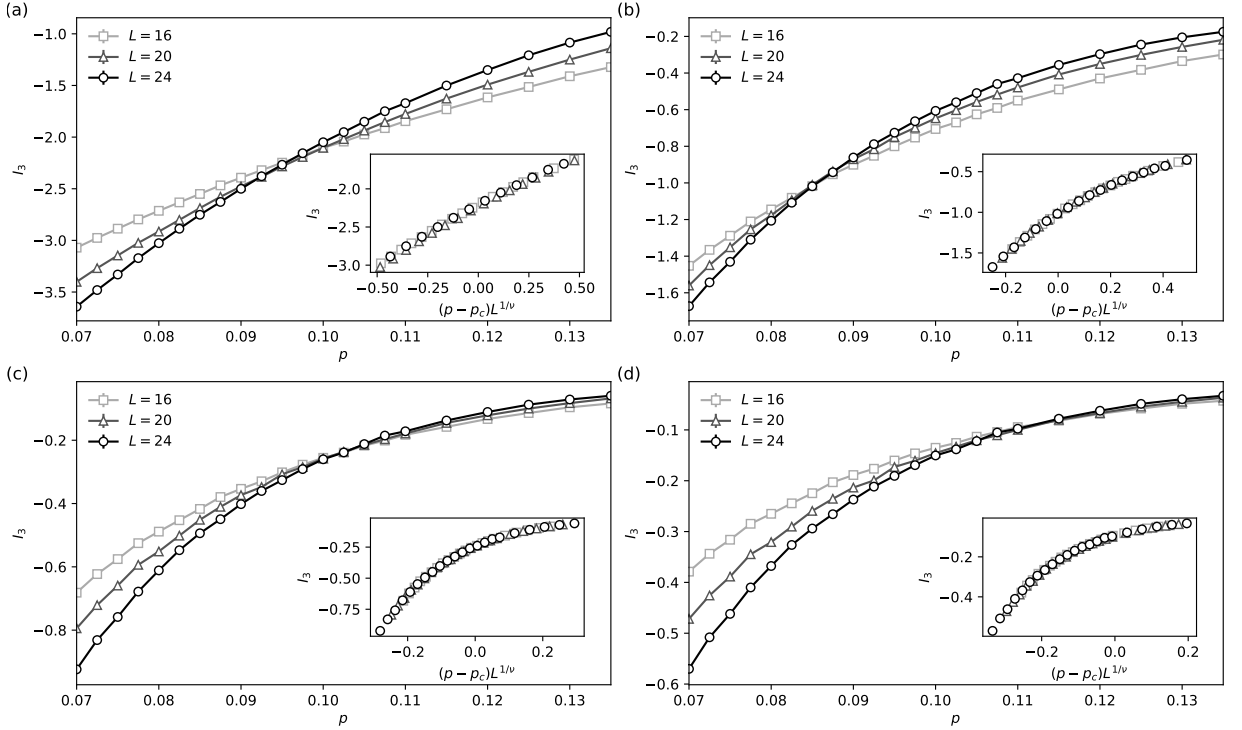 (a)
L = 16
L = 20
L = 24
−1.0
−1.5
−2.0
−2.5
−3.0
−3.5
I₃
0.07 0.08 0.09 0.10 0.11 0.12 0.13
p
−2.0
−2.5
−3.0
I₃
−0.50 −0.25 0.00 0.25 0.50
(p − p_c)L^{1/ν}
(b)
L = 16
L = 20
L = 24
−0.2
−0.4
−0.6
−0.8
−1.0
−1.2
−1.4
−1.6
I₃
0.07 0.08 0.09 0.10 0.11 0.12 0.13
p
−0.5
−1.0
−1.5
I₃
−0.2 0.0 0.2 0.4
(p − p_c)L^{1/ν}
(c)
L = 16
L = 20
L = 24
−0.2
−0.4
−0.6
−0.8
I₃
0.07 0.08 0.09 0.10 0.11 0.12 0.13
p
−0.25
−0.50
−0.75
I₃
−0.2 0.0 0.2
(p − p_c)L^{1/ν}
(d)
L = 16
L = 20
L = 24
−0.1
−0.2
−0.3
−0.4
−0.5
−0.6
I₃
0.07 0.08 0.09 0.10 0.11 0.12 0.13
p
−0.2
−0.4
I₃
−0.2 0.0 0.2
(p − p_c)L^{1/ν}